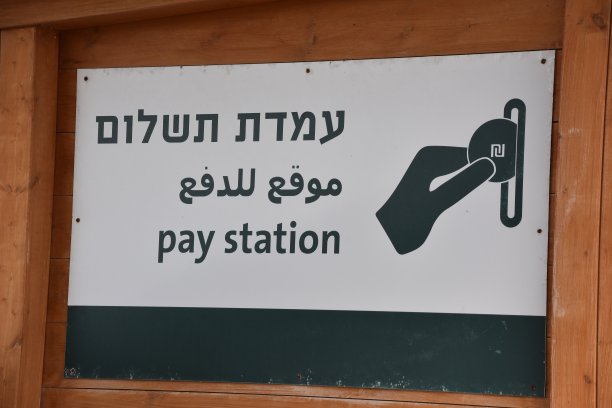 עמדת תשלום
موقع للدفع
pay station
₪